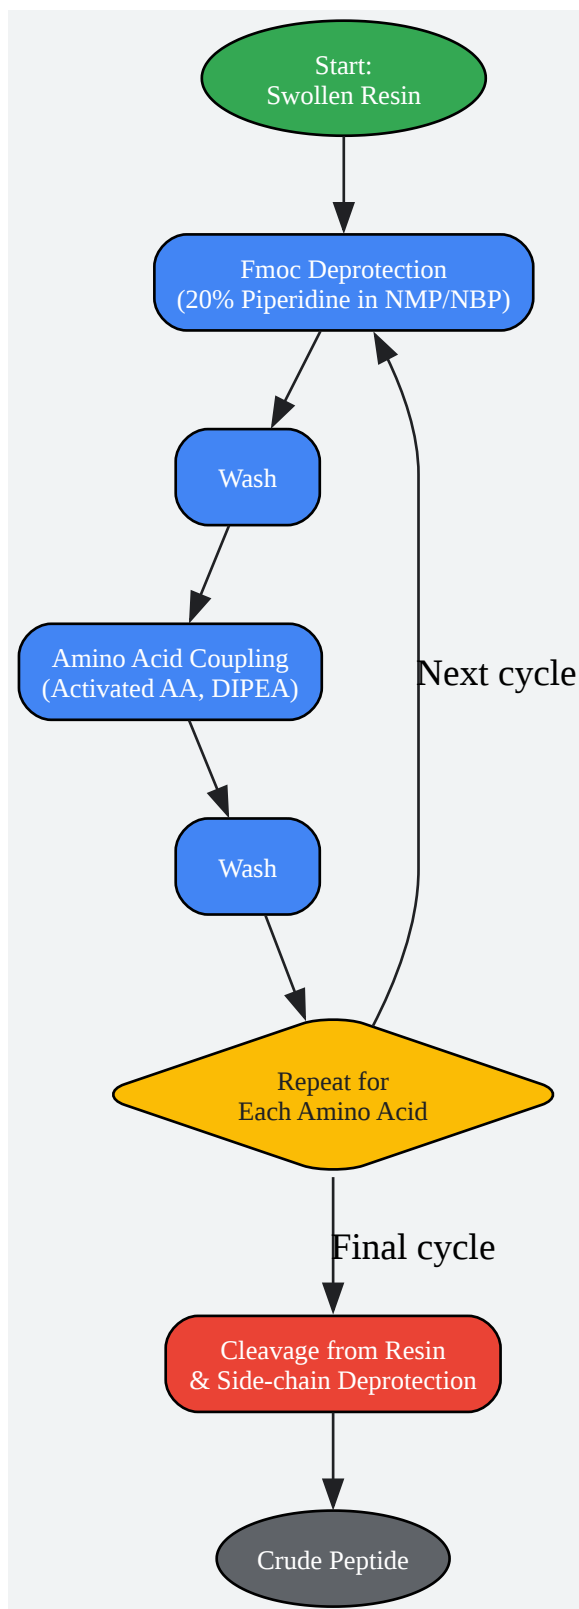 Start:
Swollen Resin
Fmoc Deprotection
(20% Piperidine in NMP/NBP)
Wash
Amino Acid Coupling
(Activated AA, DIPEA)
Next cycle
Wash
Repeat for
Each Amino Acid
Final cycle
Cleavage from Resin
& Side-chain Deprotection
Crude Peptide